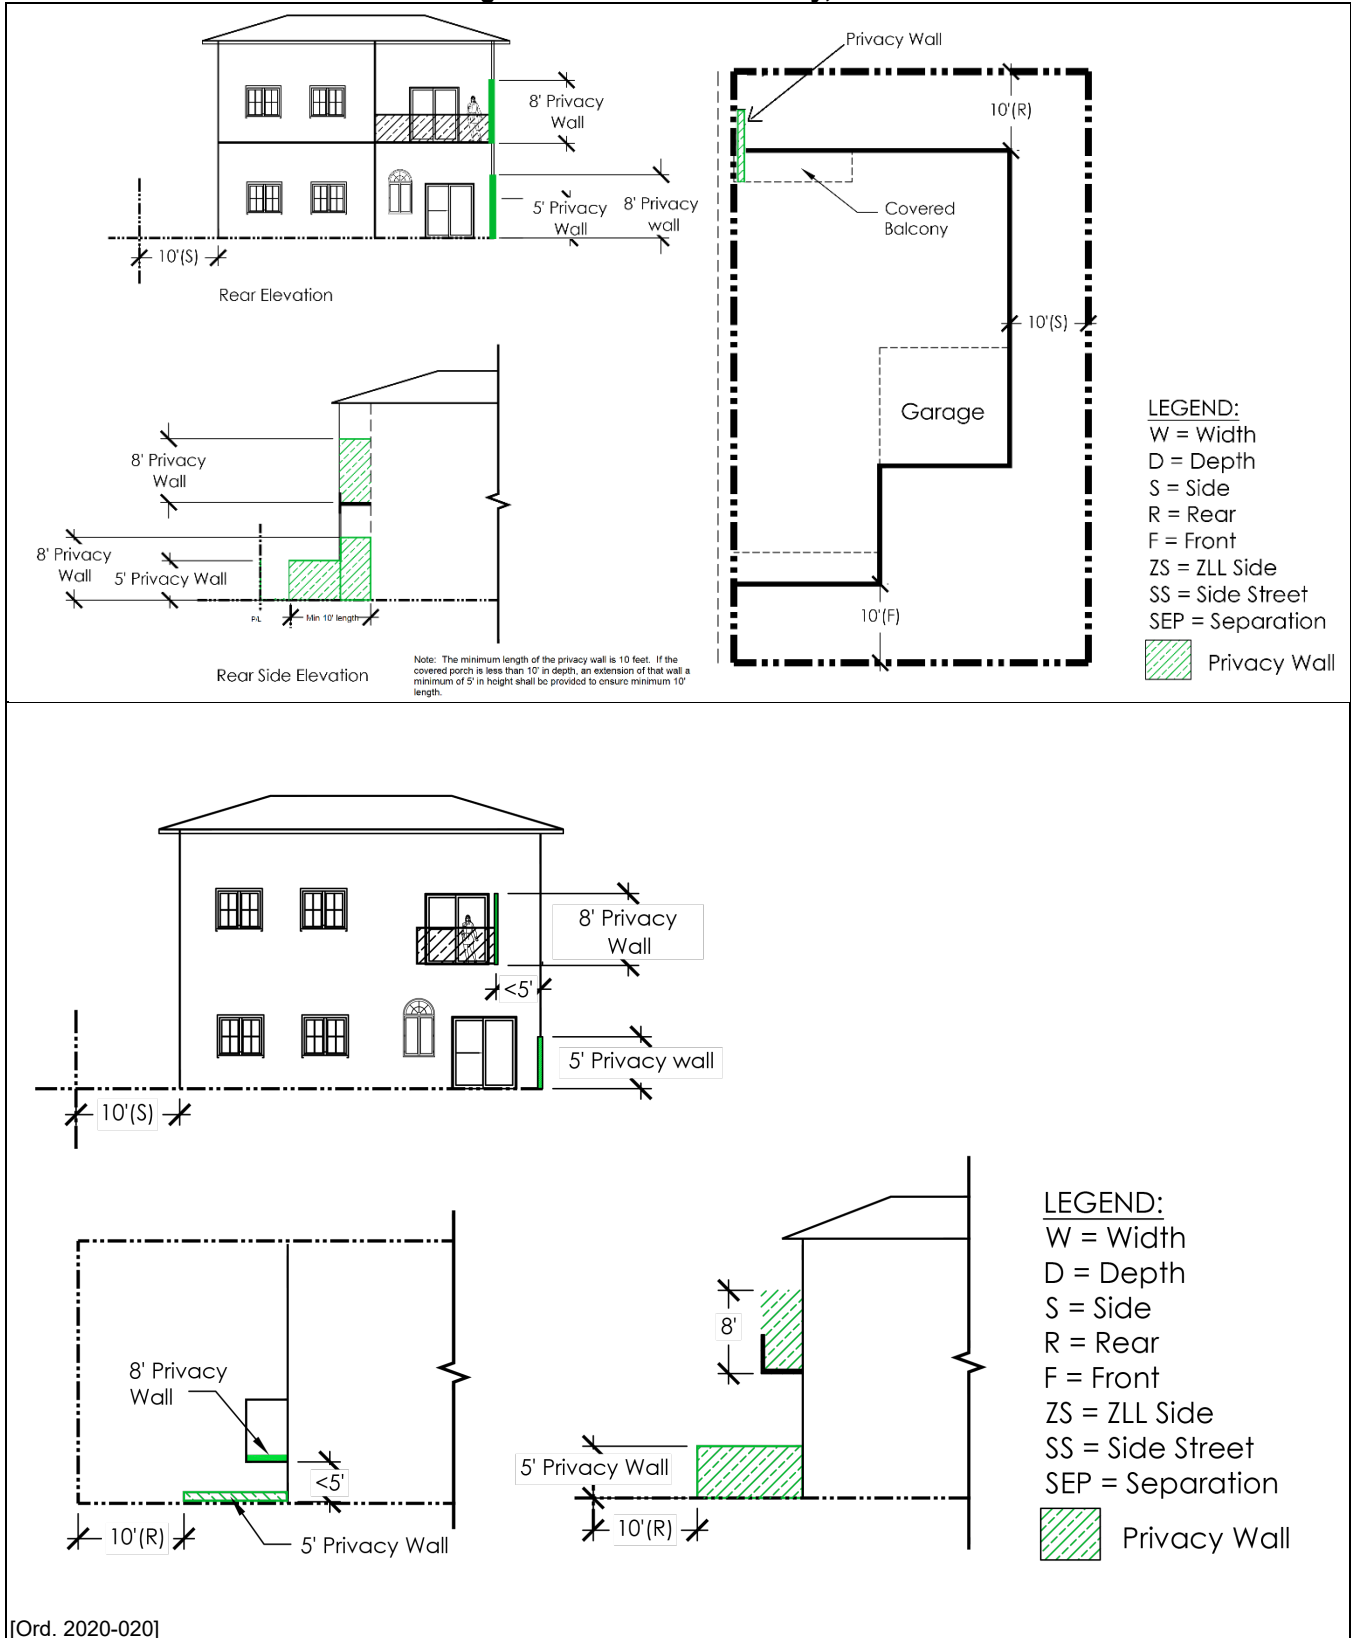 8' Privacy
Wall
5' Privacy
Wall
8' Privacy
wall
10'(S)
Rear Elevation
Privacy Wall
10'(R)
Covered
Balcony
10'(S)
Garage
10'(F)
8' Privacy
Wall
8' Privacy
Wall
5' Privacy Wall
P/L
Min 10' length
Rear Side Elevation
Note: The minimum length of the privacy wall is 10 feet. If the
covered porch is less than 10' in depth, an extension of that wall a
minimum of 5' in height shall be provided to ensure minimum 10'
length.
LEGEND:
W = Width
D = Depth
S = Side
R = Rear
F = Front
ZS = ZLL Side
SS = Side Street
SEP = Separation
Privacy Wall
8' Privacy
Wall
<5'
5' Privacy wall
10'(S)
8' Privacy
Wall
<5'
10'(R)
5' Privacy Wall
8'
5' Privacy Wall
10'(R)
LEGEND:
W = Width
D = Depth
S = Side
R = Rear
F = Front
ZS = ZLL Side
SS = Side Street
SEP = Separation
Privacy Wall
[Ord. 2020-020]